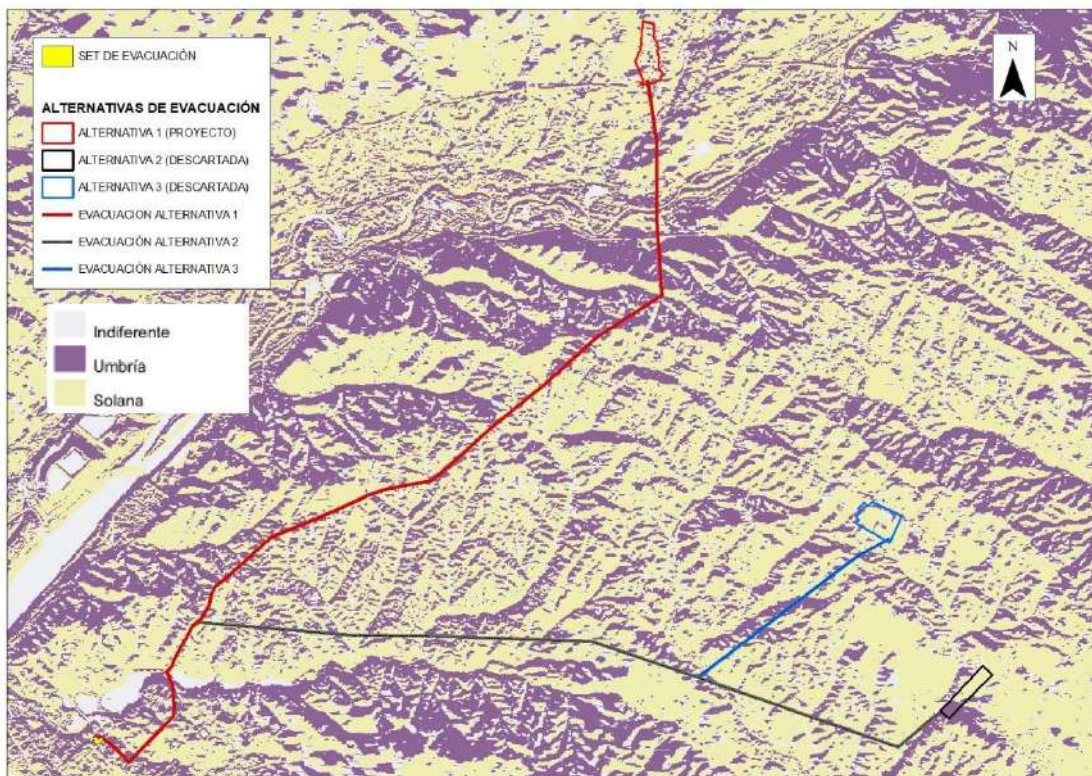 SET DE EVACUACIÓN
ALTERNATIVAS DE EVACUACIÓN
ALTERNATIVA 1 (PROYECTO)
ALTERNATIVA 2 (DESCARTADA)
ALTERNATIVA 3 (DESCARTADA)
EVACUACION ALTERNATIVA 1
EVACUACIÓN ALTERNATIVA 2
EVACUACIÓN ALTERNATIVA 3
Indiferente
Umbría
Solana
N